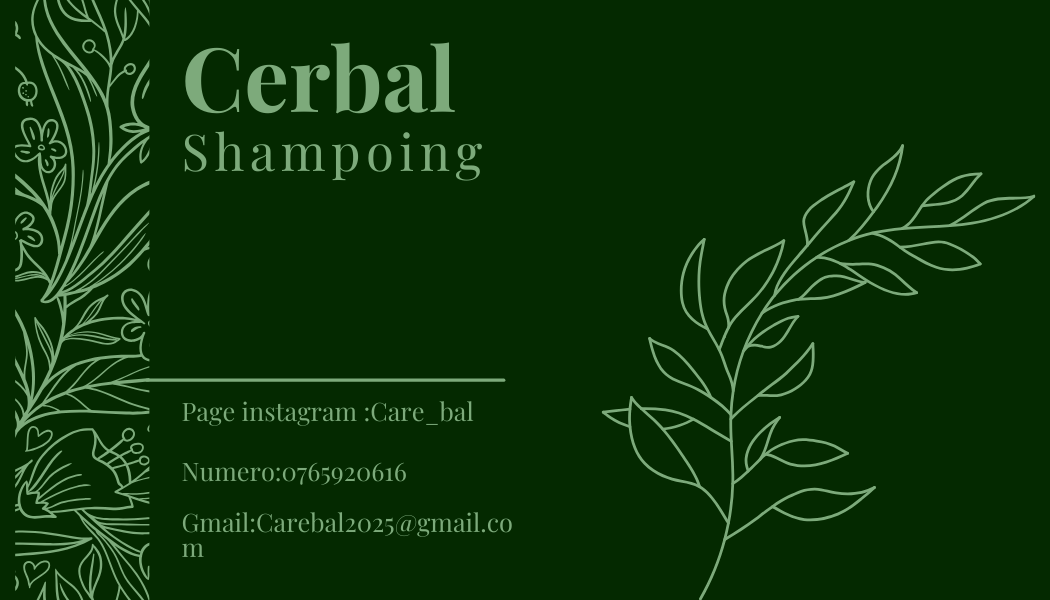 Cerbal
Shampoing
Page instagram :Care_bal
Numero:0765920616
Gmail:Carebal2025@gmail.co
m